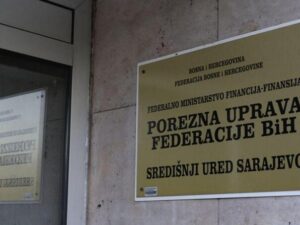 BOSNA I HERCEGOVINA
FEDERACIJA BOSNE I HERCEGOVINE
FEDERALNO MINISTARSTVO FINANCIJA-FINANSIJA
POREZNA UPRAVA
FEDERACIJE BiH
SREDIŠNJI URED SARAJEVO